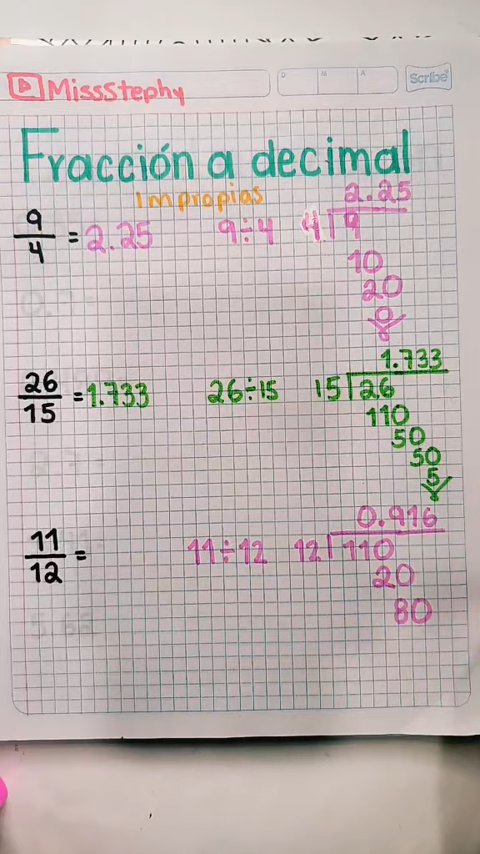 MissStephy
D M A
Scribe
Fracción a decimal
Impropias
9/4 = 2.25 9÷4 4 9 2.25
10
20
0
26/15 = 1.733 26÷15 15 26 1.733
110
50
50
5
11/12 = 11÷12 12 110 0.916
20
80